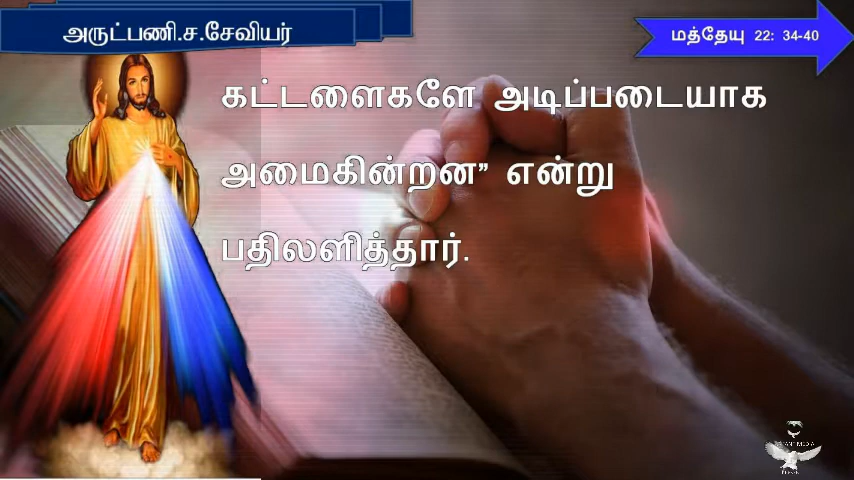 அருட்பணி.ச.சேவியர்
மத்தேயு 22: 34-40
கட்டளைகளே அடிப்படையாக
அமைகின்றன” என்று
பதிலளித்தார்.